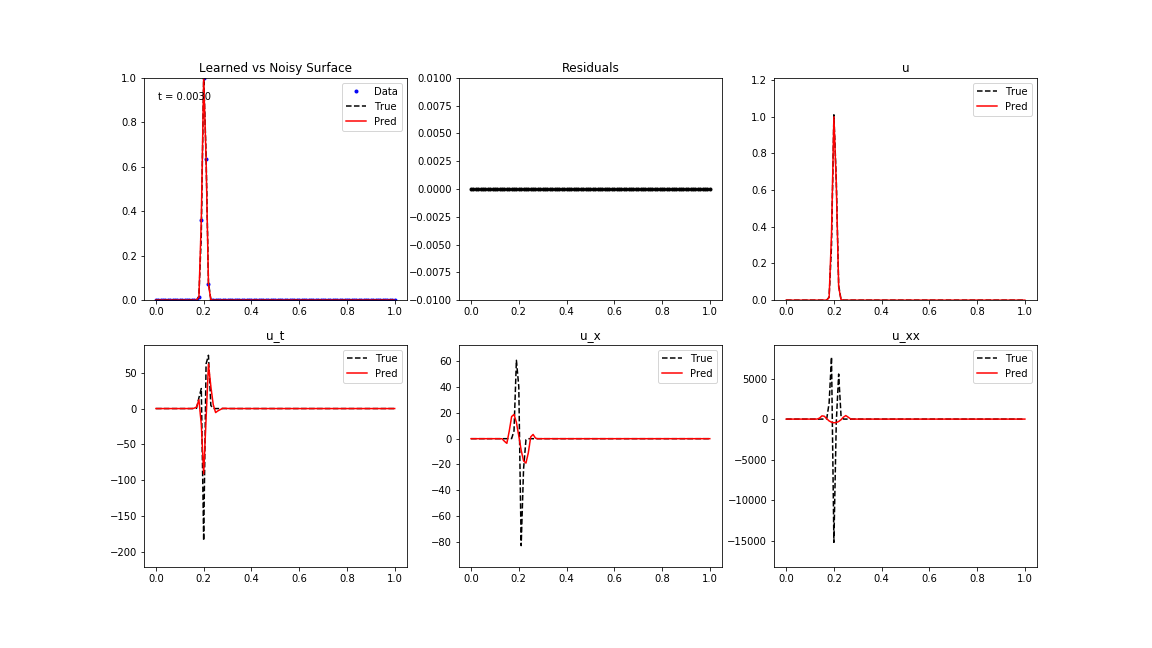 Learned vs Noisy Surface
t = 0.0030
Data
True
Pred
1.0
0.8
0.6
0.4
0.2
0.0
0.0 0.2 0.4 0.6 0.8 1.0
Residuals
0.0100
0.0075
0.0050
0.0025
0.0000
−0.0025
−0.0050
−0.0075
−0.0100
0.0 0.2 0.4 0.6 0.8 1.0
u
True
Pred
1.2
1.0
0.8
0.6
0.4
0.2
0.0
0.0 0.2 0.4 0.6 0.8 1.0
u_t
True
Pred
50
0
−50
−100
−150
−200
0.0 0.2 0.4 0.6 0.8 1.0
u_x
True
Pred
60
40
20
0
−20
−40
−60
−80
0.0 0.2 0.4 0.6 0.8 1.0
u_xx
True
Pred
5000
0
−5000
−10000
−15000
0.0 0.2 0.4 0.6 0.8 1.0